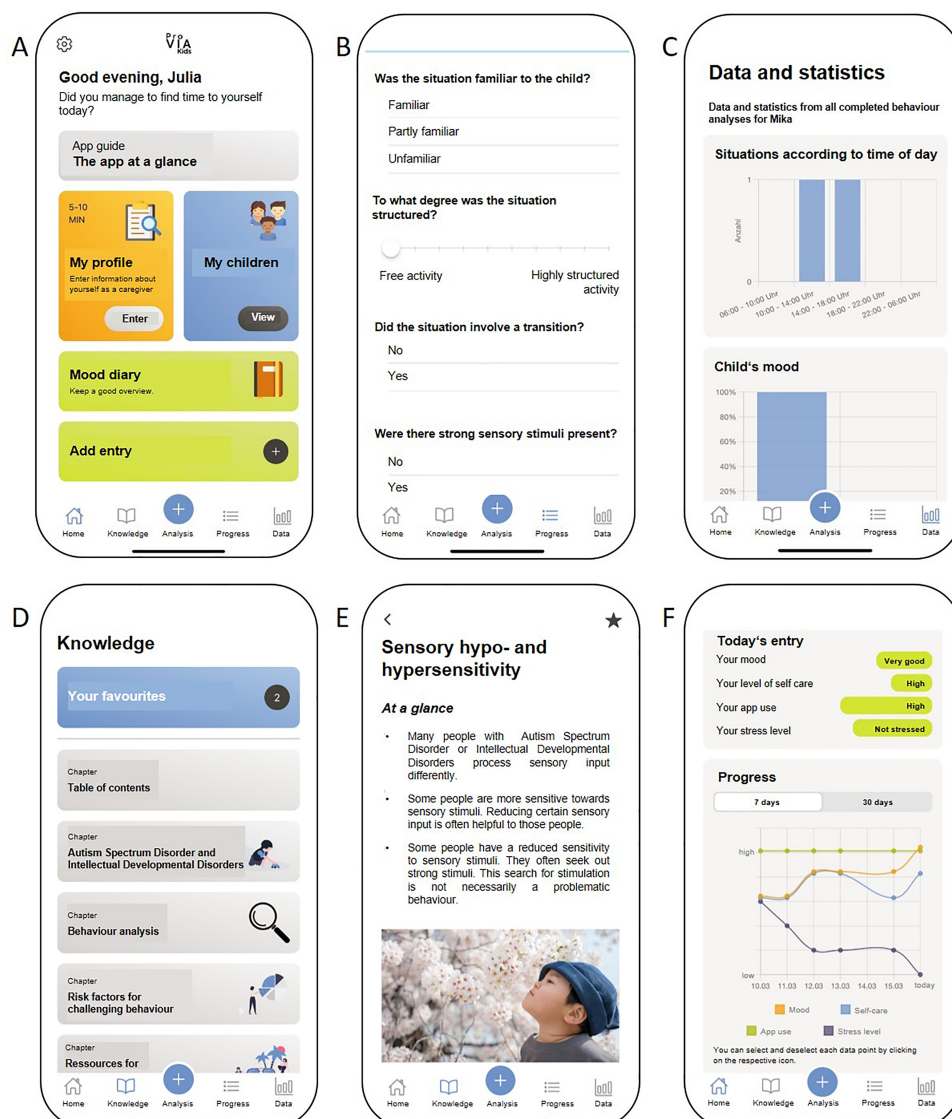 A
Pro
VIA
Kids
Good evening, Julia
Did you manage to find time to yourself
today?
App guide
The app at a glance
5-10
MIN
My profile
Enter information about
yourself as a caregiver
Enter
My children
View
Mood diary
Keep a good overview.
Add entry
Home
Knowledge
Analysis
Progress
Data
B
Was the situation familiar to the child?
Familiar
Partly familiar
Unfamiliar
To what degree was the situation
structured?
Free activity
Highly structured
activity
Did the situation involve a transition?
No
Yes
Were there strong sensory stimuli present?
No
Yes
Home
Knowledge
Analysis
Progress
Data
C
Data and statistics
Data and statistics from all completed behaviour
analyses for Mika
Situations according to time of day
1
Anzahl
0
06:00 - 10:00 Uhr
10:00 - 14:00 Uhr
14:00 - 18:00 Uhr
18:00 - 22:00 Uhr
22:00 - 06:00 Uhr
Child's mood
100%
80%
60%
40%
20%
Home
Knowledge
Analysis
Progress
Data
D
Knowledge
Your favourites
2
Chapter
Table of contents
Chapter
Autism Spectrum Disorder and
Intellectual Developmental Disorders
Chapter
Behaviour analysis
Chapter
Risk factors for
challenging behaviour
Chapter
Ressources for
Home
Knowledge
Analysis
Progress
Data
E
Sensory hypo- and
hypersensitivity
At a glance
• Many people with Autism Spectrum
Disorder or Intellectual Developmental
Disorders process sensory input
differently.
• Some people are more sensitive towards
sensory stimuli. Reducing certain sensory
input is often helpful to those people.
• Some people have a reduced sensitivity
to sensory stimuli. They often seek out
strong stimuli. This search for stimulation
is not necessarily a problematic
behaviour.
Home
Knowledge
Analysis
Progress
Data
F
Today's entry
Your mood
Very good
Your level of self care
High
Your app use
High
Your stress level
Not stressed
Progress
7 days
30 days
high
low
10.03
11.03
12.03
13.03
15.03
today
Mood
Self-care
App use
Stress level
You can select and deselect each data point by clicking
on the respective icon.
Home
Knowledge
Analysis
Progress
Data